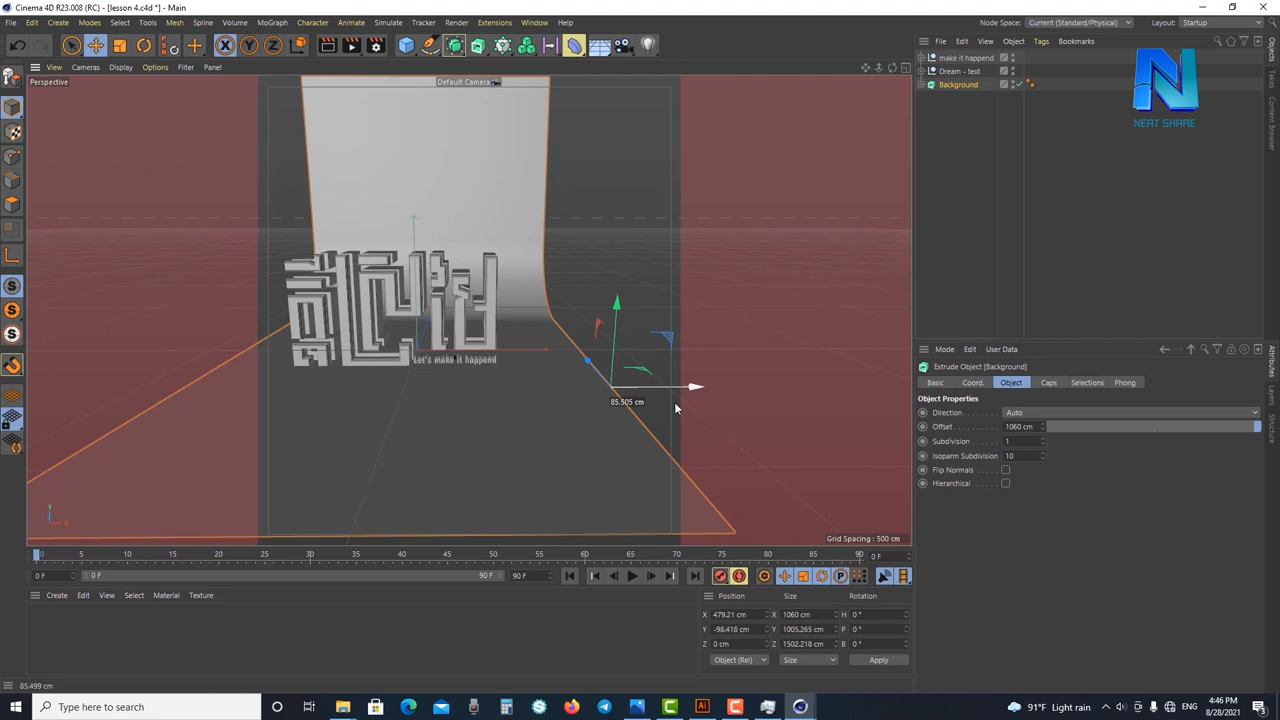 Cinema 4D R23.008 (RC) - [lesson 4.c4d *] - Main
File Edit Create Modes Select Tools Mesh Spline Volume MoGraph Character Animate Simulate Tracker Render Extensions Window Help
Node Space: Current (Standard/Physical) Layout: Startup
X Y Z
View Cameras Display Options Filter Panel
Perspective
Default Camera
Let's make it happend
85.505 cm
Y X
Grid Spacing : 500 cm
File Edit View Object Tags Bookmarks
make it happend
Dream - text
Background
NEAT SHARE
Objects
Takes
Content Browser
Attributes
Layers
Structure
Mode Edit User Data
Extrude Object [Background]
Basic Coord. Object Caps Selections Phong
Object Properties
Direction Auto
Offset 1060 cm
Subdivision 1
Isoparm Subdivision 10
Flip Normals
Hierarchical
0 5 10 15 20 25 30 35 40 45 50 55 60 65 70 75 80 85 90 0 F
0 F 0 F 90 F 90 F
Create Edit View Select Material Texture
Position Size Rotation
X 479.21 cm X 1060 cm H 0 °
Y -98.418 cm Y 1005.265 cm P 0 °
Z 0 cm Z 1502.218 cm B 0 °
Object (Rel) Size Apply
85.499 cm
Type here to search
91°F Light rain
ENG
4:46 PM
8/28/2021